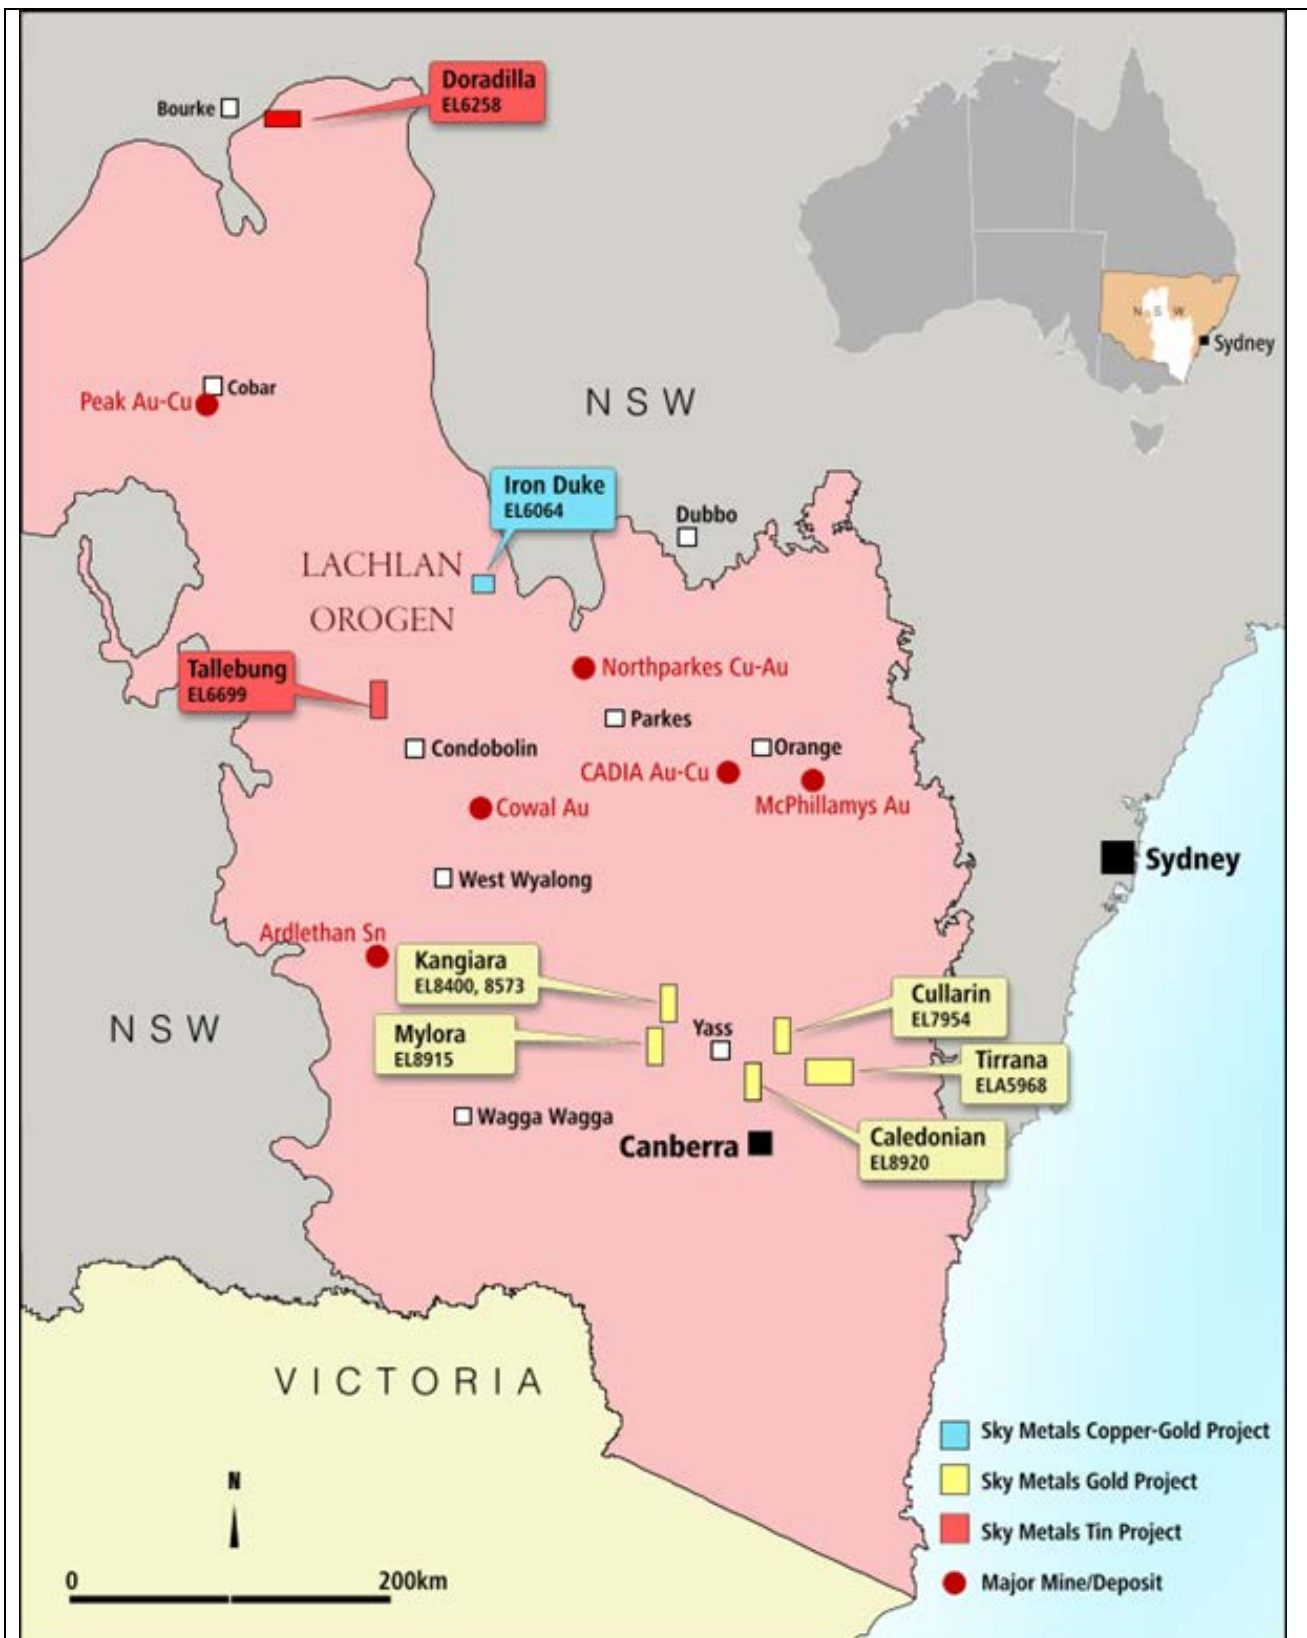 Doradilla
EL6258
Bourke
N S W
Sydney
Cobar
Peak Au-Cu
NSW
Iron Duke
EL6064
Dubbo
LACHLAN
OROGEN
Tallebung
EL6699
Northparkes Cu-Au
Parkes
Condobolin
Orange
CADIA Au-Cu
McPhillamys Au
Cowal Au
Sydney
West Wyalong
Ardlethan Sn
Kangiara
EL8400, 8573
Cullarin
EL7954
NSW
Mylora
EL8915
Yass
Tirrana
ELA5968
Wagga Wagga
Canberra
Caledonian
EL8920
VICTORIA
Sky Metals Copper-Gold Project
Sky Metals Gold Project
Sky Metals Tin Project
Major Mine/Deposit
N
0 200km